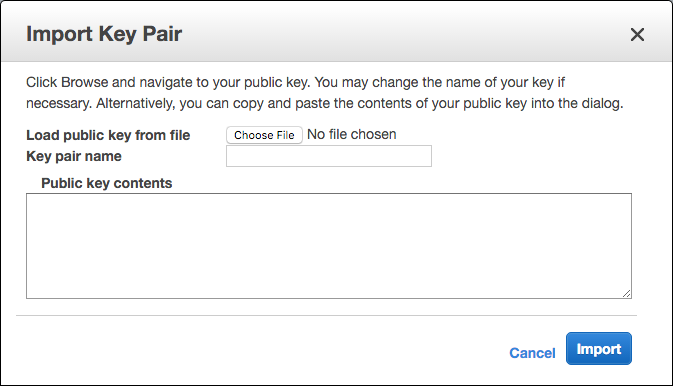 Import Key Pair
Click Browse and navigate to your public key. You may change the name of your key if
necessary. Alternatively, you can copy and paste the contents of your public key into the dialog.
Load public key from file Choose File No file chosen
Key pair name
Public key contents
Cancel Import